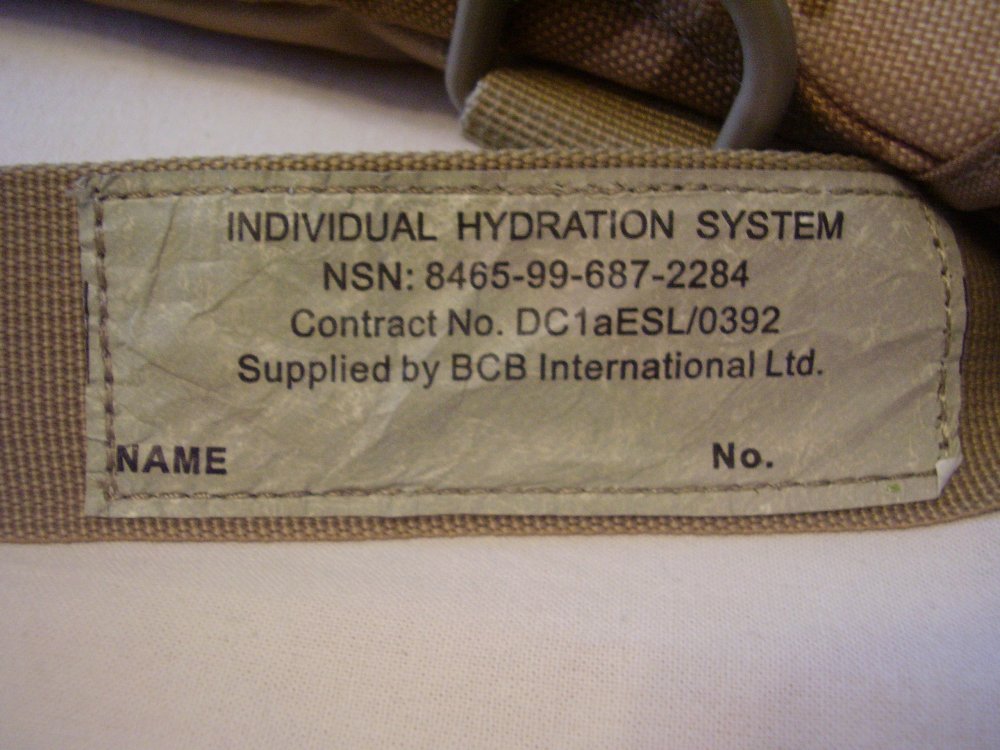 INDIVIDUAL HYDRATION SYSTEM
NSN: 8465-99-687-2284
Contract No. DC1aESL/0392
Supplied by BCB International Ltd.
NAME No.